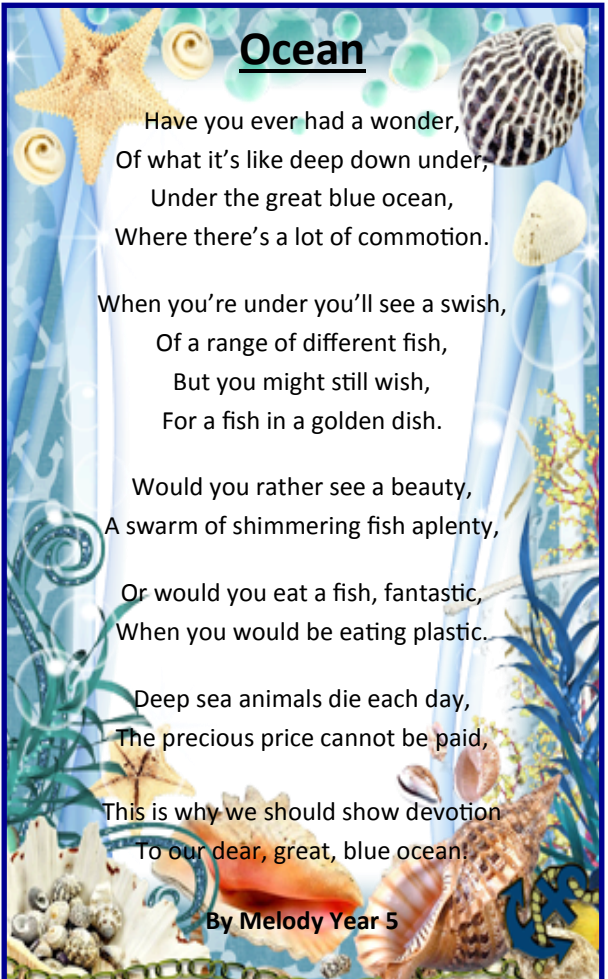 Ocean
Have you ever had a wonder,
Of what it's like deep down under,
Under the great blue ocean,
Where there's a lot of commotion.
When you're under you'll see a swish,
Of a range of different fish,
But you might still wish,
For a fish in a golden dish.
Would you rather see a beauty,
A swarm of shimmering fish aplenty,
Or would you eat a fish, fantastic,
When you would be eating plastic.
Deep sea animals die each day,
The precious price cannot be paid,
This is why we should show devotion
To our dear, great, blue ocean.
By Melody Year 5